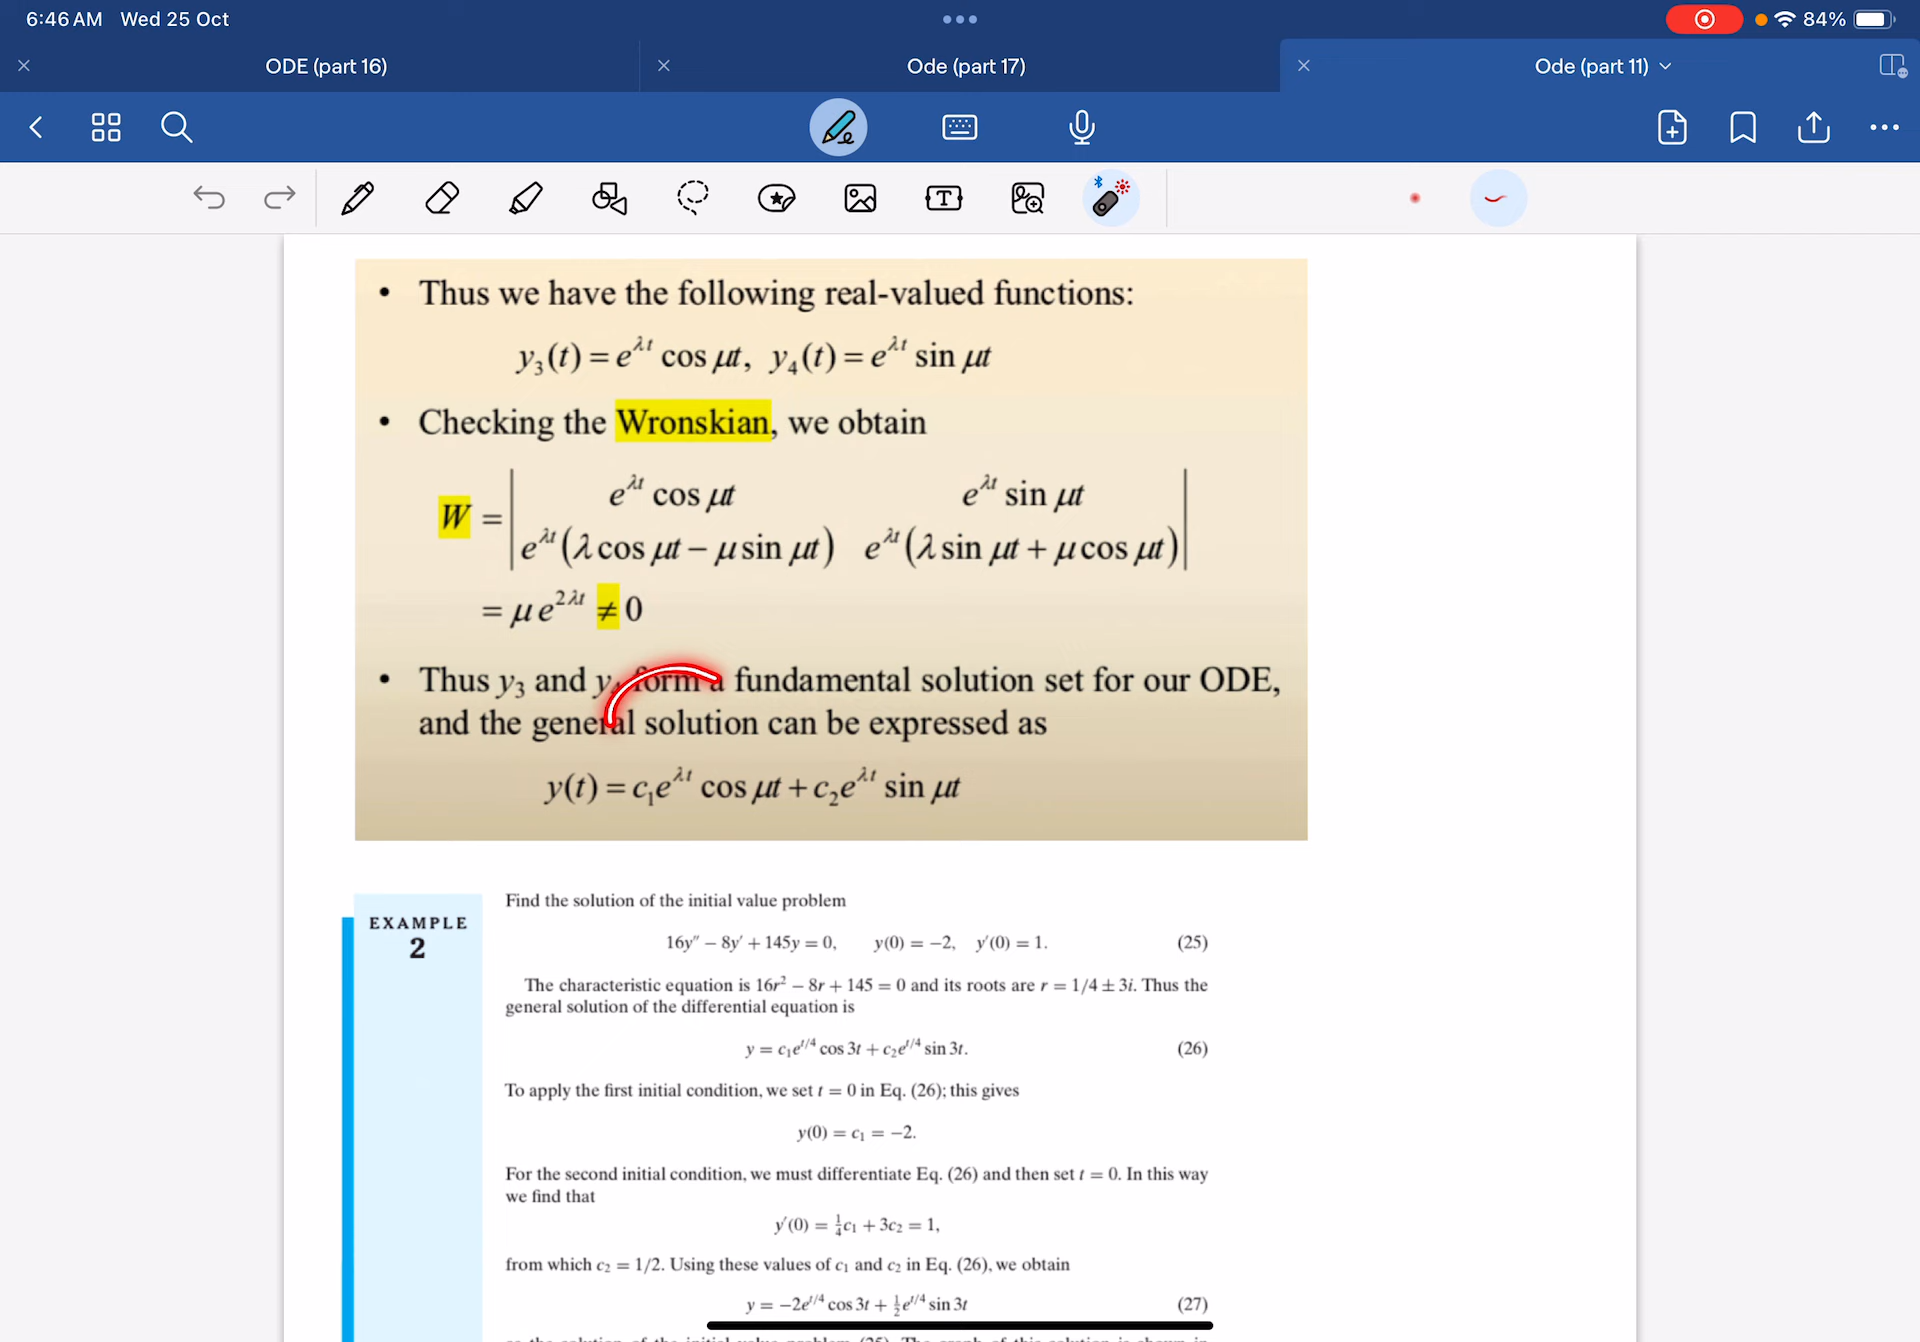 6:46 AM Wed 25 Oct
84%
ODE (part 16)
Ode (part 17)
Ode (part 11)
• Thus we have the following real-valued functions:
y₃(t) = e^{λt} cos μt, y₄(t) = e^{λt} sin μt
• Checking the Wronskian, we obtain
W = | e^{λt} cos μt e^{λt} sin μt |
| e^{λt}(λ cos μt − μ sin μt) e^{λt}(λ sin μt + μ cos μt) |
= μe^{2λt} ≠ 0
• Thus y₃ and y₄ form a fundamental solution set for our ODE,
and the general solution can be expressed as
y(t) = c₁e^{λt} cos μt + c₂e^{λt} sin μt
EXAMPLE
2
Find the solution of the initial value problem
16y″ − 8y′ + 145y = 0, y(0) = −2, y′(0) = 1. (25)
The characteristic equation is 16r² − 8r + 145 = 0 and its roots are r = 1/4 ± 3i. Thus the
general solution of the differential equation is
y = c₁e^{t/4} cos 3t + c₂e^{t/4} sin 3t. (26)
To apply the first initial condition, we set t = 0 in Eq. (26); this gives
y(0) = c₁ = −2.
For the second initial condition, we must differentiate Eq. (26) and then set t = 0. In this way
we find that
y′(0) = ¼c₁ + 3c₂ = 1,
from which c₂ = 1/2. Using these values of c₁ and c₂ in Eq. (26), we obtain
y = −2e^{t/4} cos 3t + ½e^{t/4} sin 3t (27)